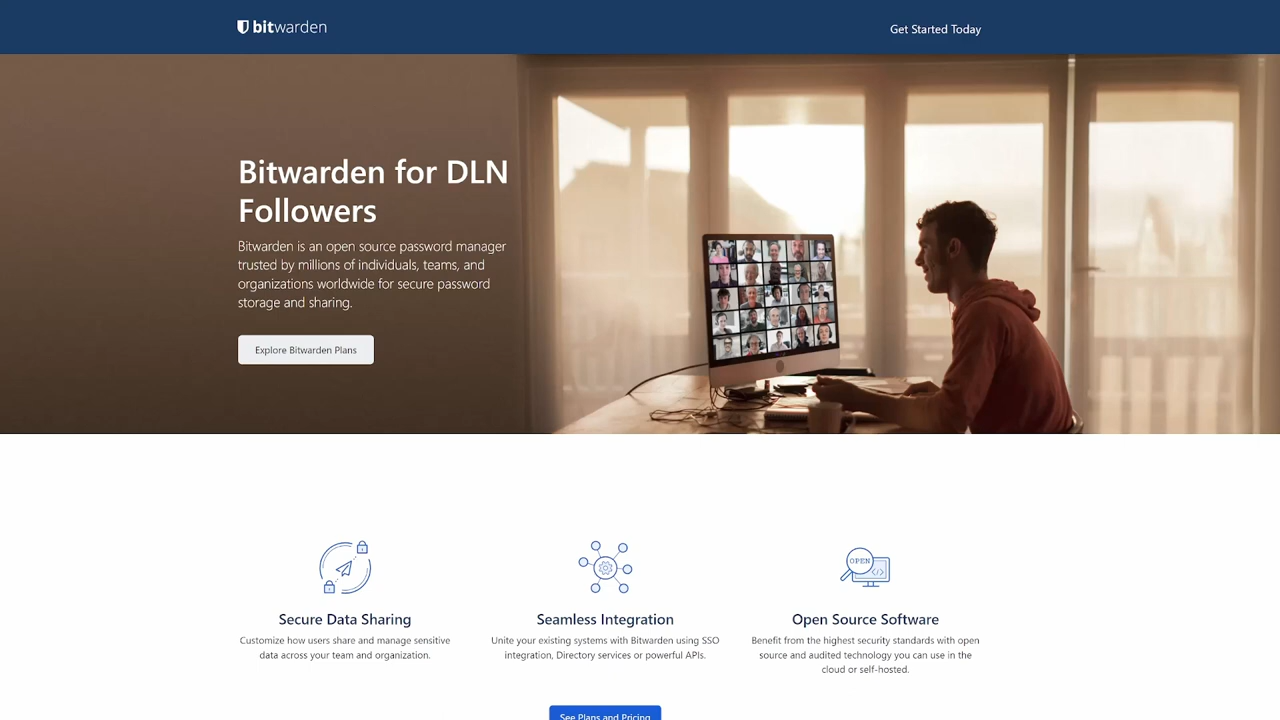 bitwarden
Get Started Today
Bitwarden for DLN
Followers
Bitwarden is an open source password manager
trusted by millions of individuals, teams, and
organizations worldwide for secure password
storage and sharing.
Explore Bitwarden Plans
OPEN
</>
Secure Data Sharing
Seamless Integration
Open Source Software
Customize how users share and manage sensitive
data across your team and organization.
Unite your existing systems with Bitwarden using SSO
integration, Directory services or powerful APIs.
Benefit from the highest security standards with open
source and audited technology you can use in the
cloud or self-hosted.
See Plans and Pricing